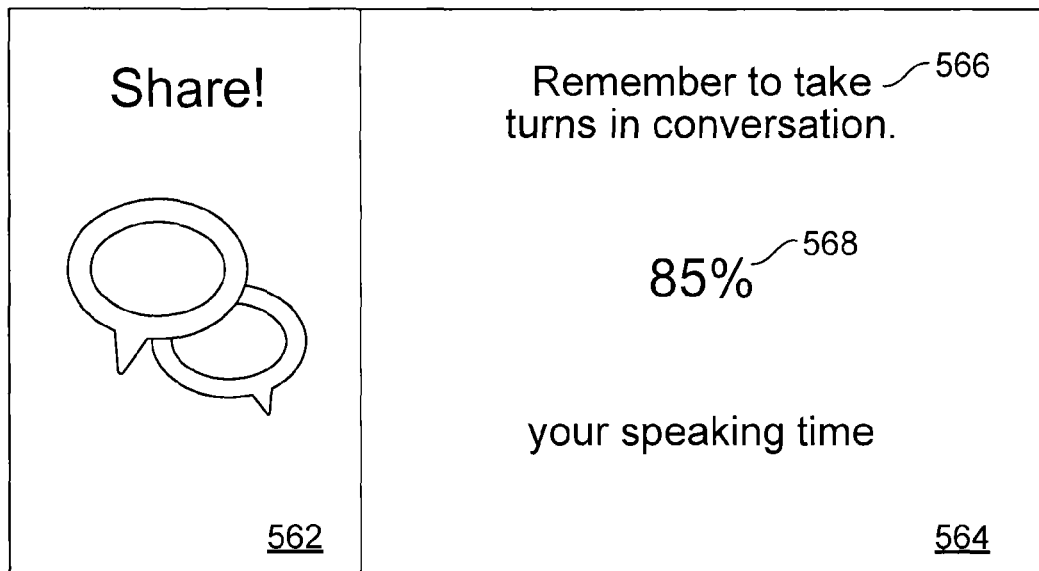 Share!
562
Remember to take
turns in conversation.
566
85%
568
your speaking time
564